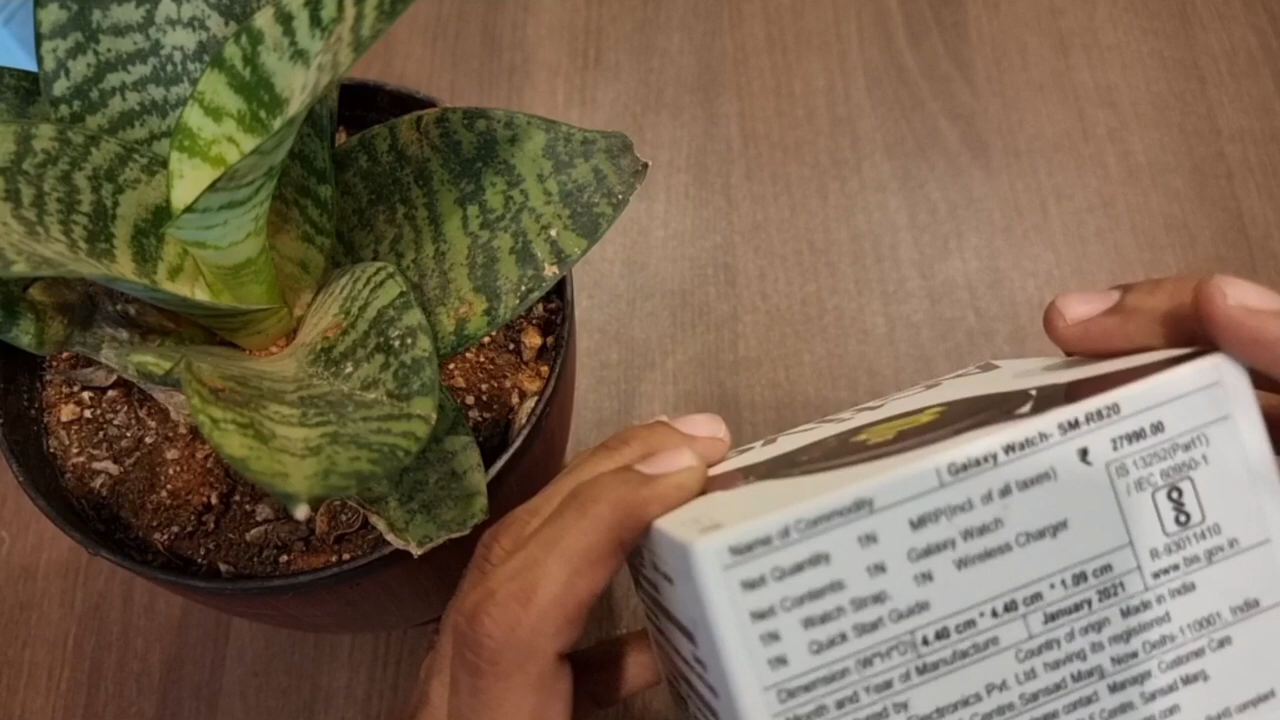 Name of Commodity | Galaxy Watch- SM-R820
Net Quantity 1N MRP(Incl. of all taxes) ₹ 27990.00
Net Contents: 1N Galaxy Watch
1N Watch Strap, 1N Wireless Charger
1N Quick Start Guide
IS 13252(Part1)
/ IEC 60950-1
R-93011410
www.bis.gov.in
Dimension (W*H*D) 4.40 cm * 4.40 cm * 1.09 cm
Month and Year of Manufacture January 2021
Country of origin Made in India
Electronics Pvt. Ltd. having its registered
Centre, Sansad Marg, New Delhi-110001, India
contact Manager, Customer Care
Centre, Sansad Marg,